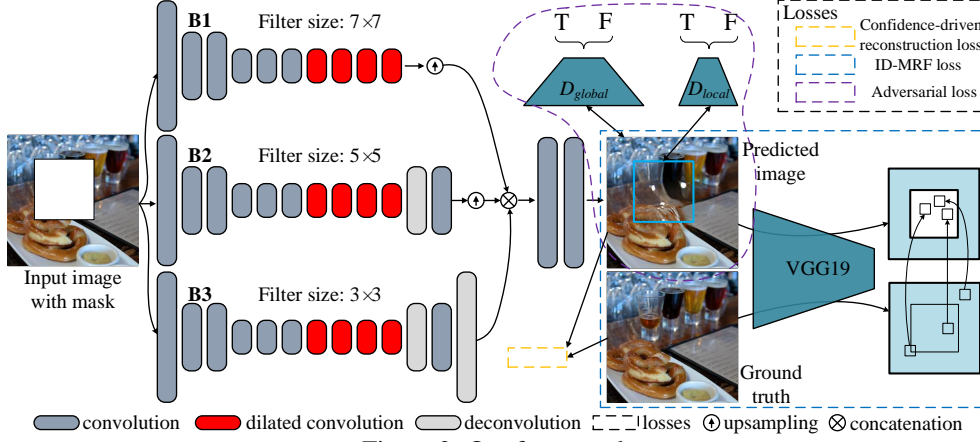 B1
Filter size: 7×7
T F
T F
Losses
Confidence-driven
reconstruction loss
ID-MRF loss
Adversarial loss
D_global
D_local
B2
Filter size: 5×5
Predicted
image
Input image
with mask
VGG19
B3
Filter size: 3×3
Ground
truth
convolution
dilated convolution
deconvolution
losses
upsampling
concatenation